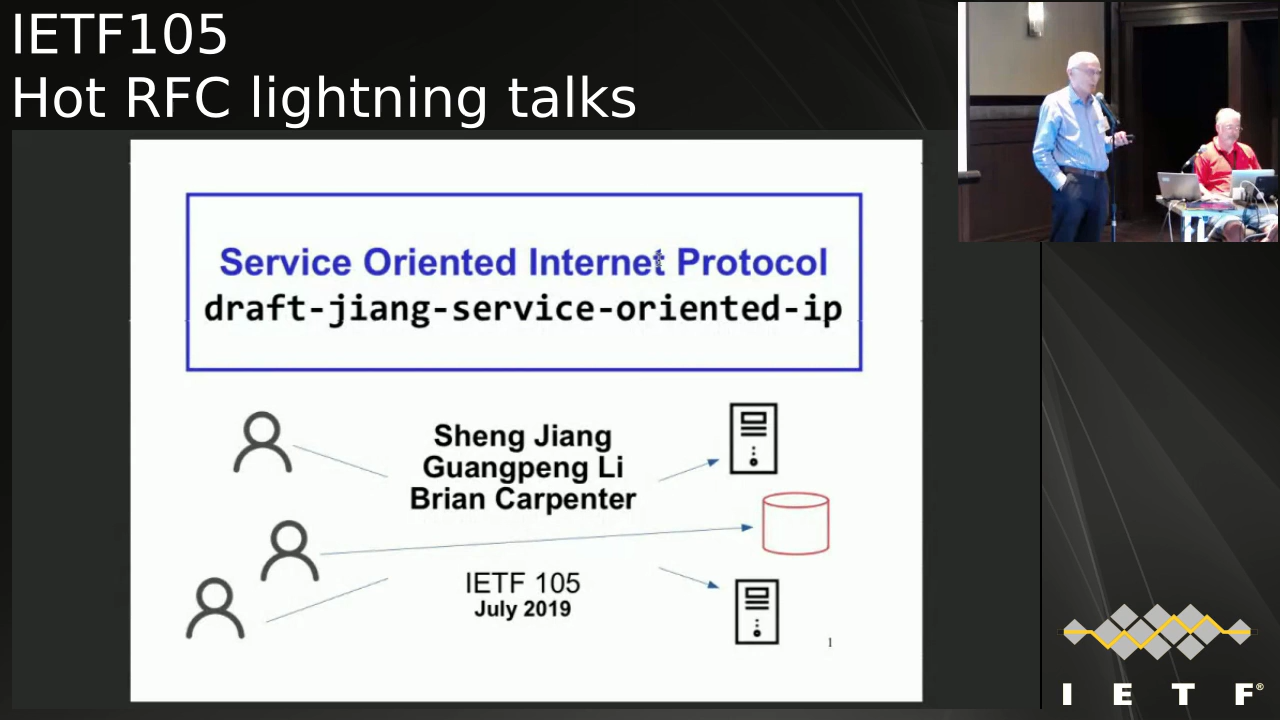 IETF105
Hot RFC lightning talks
Service Oriented Internet Protocol
draft-jiang-service-oriented-ip
Sheng Jiang
Guangpeng Li
Brian Carpenter
IETF 105
July 2019
1
I E T F®